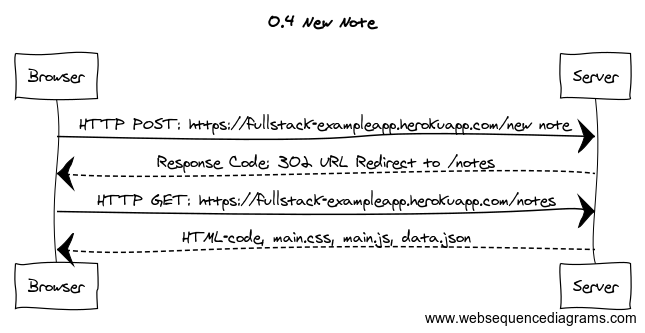 0.4 New Note
Browser
Server
HTTP POST: https://fullstack-exampleapp.herokuapp.com/new note
Response Code: 302 URL Redirect to /notes
HTTP GET: https://fullstack-exampleapp.herokuapp.com/notes
HTML-code, main.css, main.js, data.json
Browser
Server
www.websequencediagrams.com